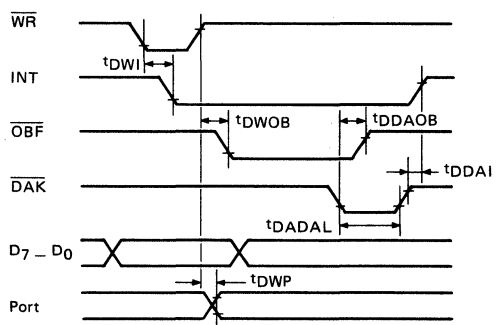 WR
tDWI
INT
tDWOB
tDDAOB
OBF
tDDAI
DAK
tDADAL
D7 – D0
tDWP
Port